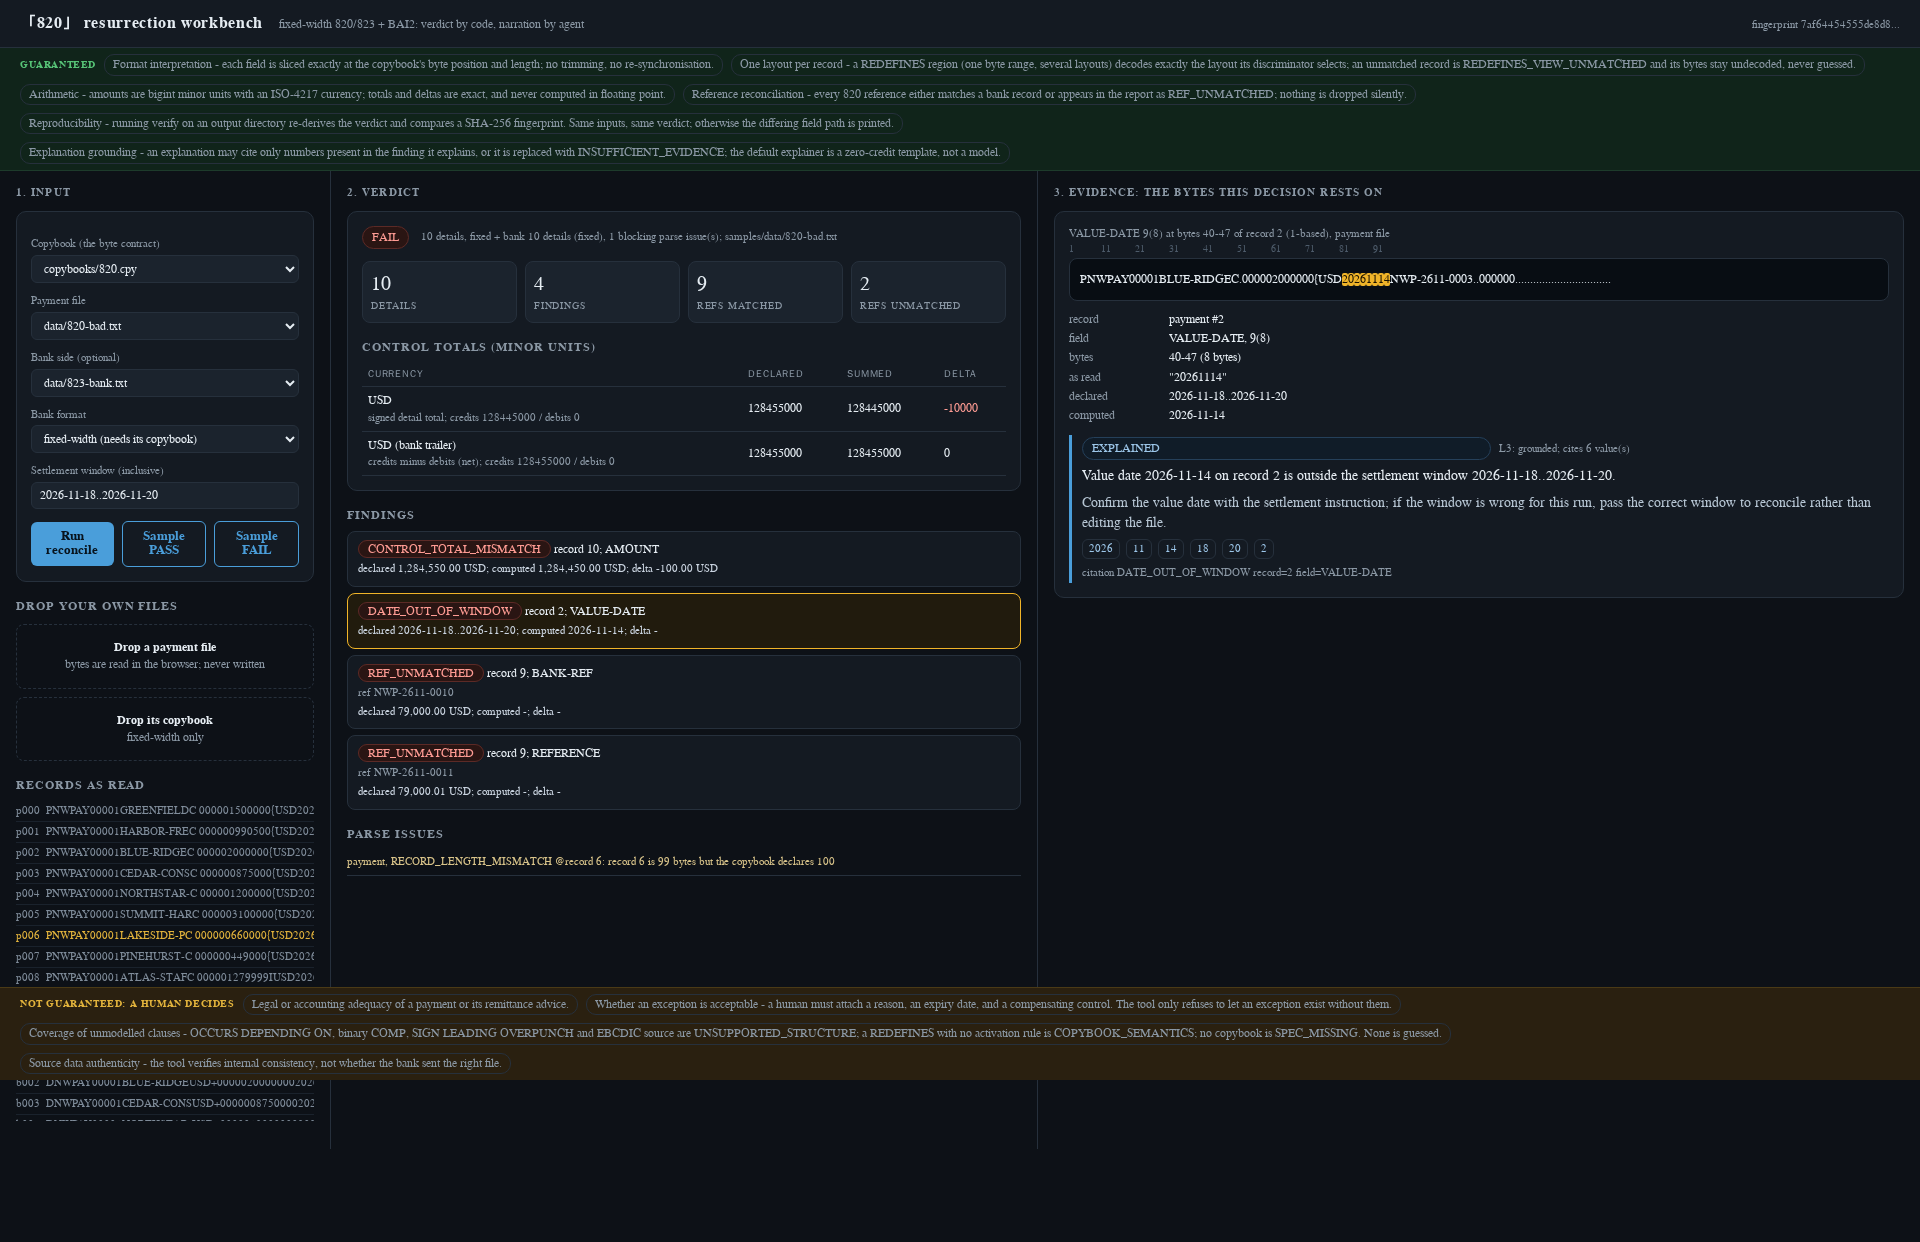 「820」 resurrection workbench
fixed-width 820/823 + BAI2: verdict by code, narration by agent
fingerprint 7af64454555de8d8...
GUARANTEED
Format interpretation - each field is sliced exactly at the copybook's byte position and length; no trimming, no re-synchronisation.
One layout per record - a REDEFINES region (one byte range, several layouts) decodes exactly the layout its discriminator selects; an unmatched record is REDEFINES_VIEW_UNMATCHED and its bytes stay undecoded, never guessed.
Arithmetic - amounts are bigint minor units with an ISO-4217 currency; totals and deltas are exact, and never computed in floating point.
Reference reconciliation - every 820 reference either matches a bank record or appears in the report as REF_UNMATCHED; nothing is dropped silently.
Reproducibility - running verify on an output directory re-derives the verdict and compares a SHA-256 fingerprint. Same inputs, same verdict; otherwise the differing field path is printed.
Explanation grounding - an explanation may cite only numbers present in the finding it explains, or it is replaced with INSUFFICIENT_EVIDENCE; the default explainer is a zero-credit template, not a model.
1. INPUT
Copybook (the byte contract)
copybooks/820.cpy
Payment file
data/820-bad.txt
Bank side (optional)
data/823-bank.txt
Bank format
fixed-width (needs its copybook)
Settlement window (inclusive)
2026-11-18..2026-11-20
Run reconcile
Sample PASS
Sample FAIL
DROP YOUR OWN FILES
Drop a payment file
bytes are read in the browser; never written
Drop its copybook
fixed-width only
RECORDS AS READ
p000 PNWPAY00001GREENFIELDC 000001500000{USD202
p001 PNWPAY00001HARBOR-FREC 000000990500{USD202
p002 PNWPAY00001BLUE-RIDGEC 000002000000{USD202
p003 PNWPAY00001CEDAR-CONSC 000000875000{USD202
p004 PNWPAY00001NORTHSTAR-C 000001200000{USD202
p005 PNWPAY00001SUMMIT-HARC 000003100000{USD202
p006 PNWPAY00001LAKESIDE-PC 000000660000{USD2026
p007 PNWPAY00001PINEHURST-C 000000449000{USD2026
p008 PNWPAY00001ATLAS-STAFC 000001279999IUSD202
2. VERDICT
FAIL
10 details, fixed + bank 10 details (fixed), 1 blocking parse issue(s); samples/data/820-bad.txt
10
DETAILS
4
FINDINGS
9
REFS MATCHED
2
REFS UNMATCHED
CONTROL TOTALS (MINOR UNITS)
CURRENCY DECLARED SUMMED DELTA
USD
signed detail total; credits 128445000 / debits 0
128455000 128445000 -10000
USD (bank trailer)
credits minus debits (net); credits 128455000 / debits 0
128455000 128455000 0
FINDINGS
CONTROL_TOTAL_MISMATCH record 10; AMOUNT
declared 1,284,550.00 USD; computed 1,284,450.00 USD; delta -100.00 USD
DATE_OUT_OF_WINDOW record 2; VALUE-DATE
declared 2026-11-18..2026-11-20; computed 2026-11-14; delta -
REF_UNMATCHED record 9; BANK-REF
ref NWP-2611-0010
declared 79,000.00 USD; computed -; delta -
REF_UNMATCHED record 9; REFERENCE
ref NWP-2611-0011
declared 79,000.01 USD; computed -; delta -
PARSE ISSUES
payment, RECORD_LENGTH_MISMATCH @record 6: record 6 is 99 bytes but the copybook declares 100
3. EVIDENCE: THE BYTES THIS DECISION RESTS ON
VALUE-DATE 9(8) at bytes 40-47 of record 2 (1-based), payment file
1 11 21 31 41 51 61 71 81 91
PNWPAY00001BLUE-RIDGEC.000002000000{USD20261114NWP-2611-0003..000000................................
record payment #2
field VALUE-DATE, 9(8)
bytes 40-47 (8 bytes)
as read "20261114"
declared 2026-11-18..2026-11-20
computed 2026-11-14
EXPLAINED
L3: grounded; cites 6 value(s)
Value date 2026-11-14 on record 2 is outside the settlement window 2026-11-18..2026-11-20.
Confirm the value date with the settlement instruction; if the window is wrong for this run, pass the correct window to reconcile rather than
editing the file.
2026 11 14 18 20 2
citation DATE_OUT_OF_WINDOW record=2 field=VALUE-DATE
NOT GUARANTEED: A HUMAN DECIDES
Legal or accounting adequacy of a payment or its remittance advice.
Whether an exception is acceptable - a human must attach a reason, an expiry date, and a compensating control. The tool only refuses to let an exception exist without them.
Coverage of unmodelled clauses - OCCURS DEPENDING ON, binary COMP, SIGN LEADING OVERPUNCH and EBCDIC source are UNSUPPORTED_STRUCTURE; a REDEFINES with no activation rule is COPYBOOK_SEMANTICS; no copybook is SPEC_MISSING. None is guessed.
Source data authenticity - the tool verifies internal consistency, not whether the bank sent the right file.
b002 DNWPAY00001BLUE-RIDGEUSD+0000020000000202
b003 DNWPAY00001CEDAR-CONSUSD+0000008750000202